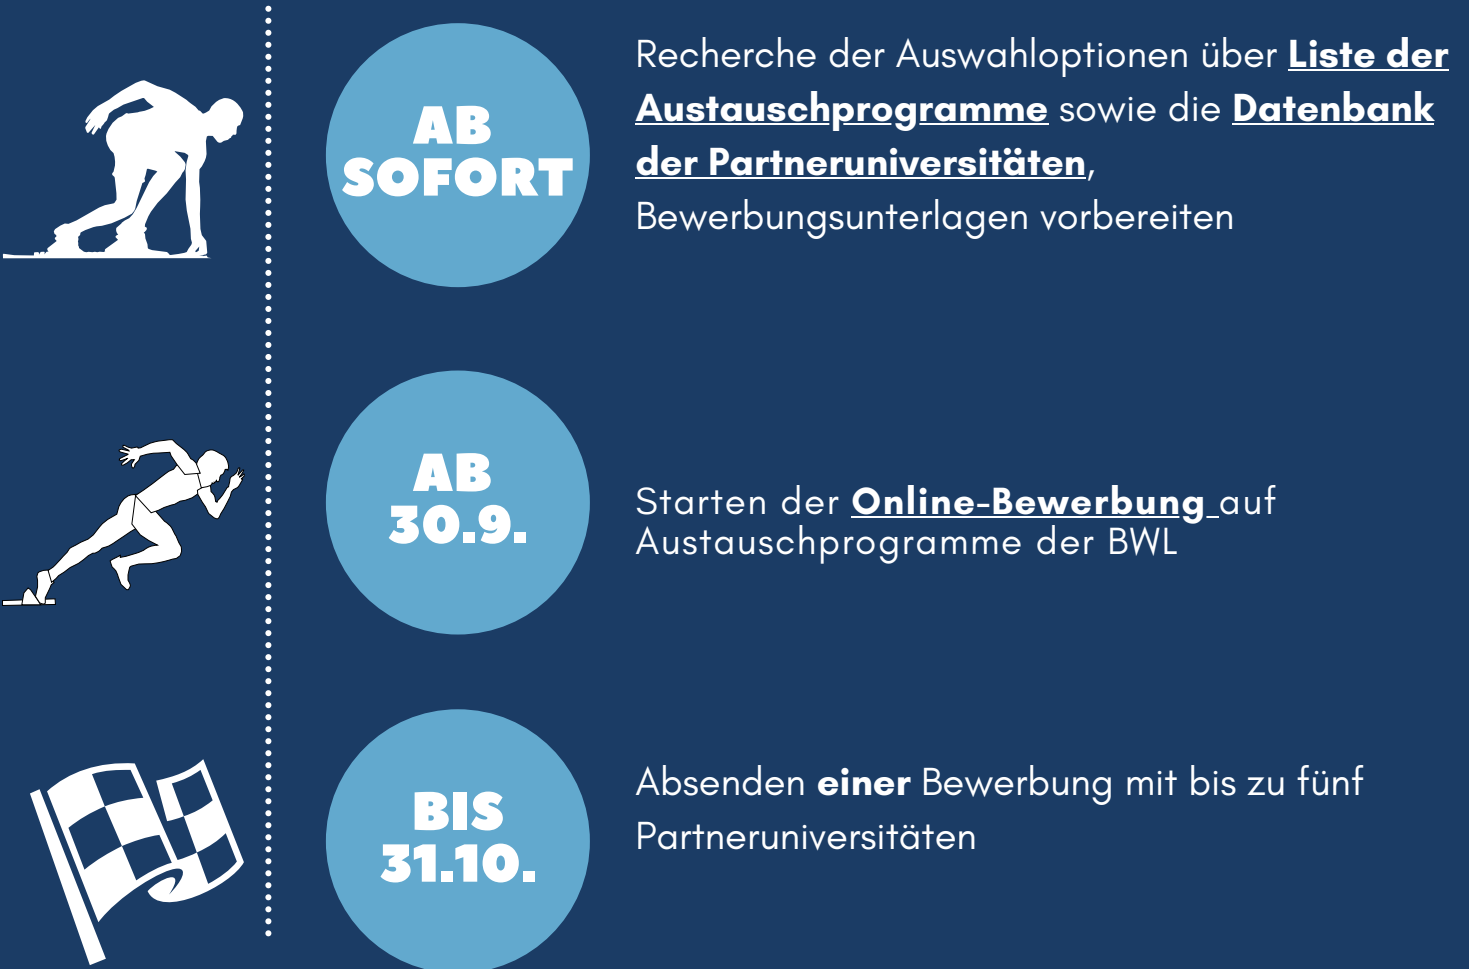 AB
SOFORT
Recherche der Auswahloptionen über Liste der
Austauschprogramme sowie die Datenbank
der Partneruniversitäten,
Bewerbungsunterlagen vorbereiten
AB
30.9.
Starten der Online-Bewerbung auf
Austauschprogramme der BWL
BIS
31.10.
Absenden einer Bewerbung mit bis zu fünf
Partneruniversitäten